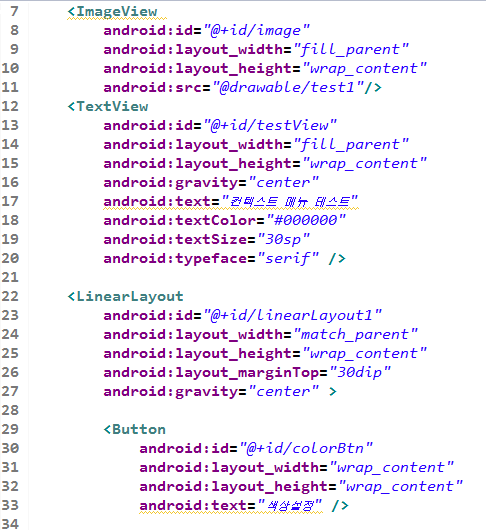 7 <ImageView
8 android:id="@+id/image"
9 android:layout_width="fill_parent"
10 android:layout_height="wrap_content"
11 android:src="@drawable/test1"/>
12 <TextView
13 android:id="@+id/testView"
14 android:layout_width="fill_parent"
15 android:layout_height="wrap_content"
16 android:gravity="center"
17 android:text="컨텍스트 메뉴 테스트"
18 android:textColor="#000000"
19 android:textSize="30sp"
20 android:typeface="serif" />
21
22 <LinearLayout
23 android:id="@+id/linearLayout1"
24 android:layout_width="match_parent"
25 android:layout_height="wrap_content"
26 android:layout_marginTop="30dip"
27 android:gravity="center" >
28
29 <Button
30 android:id="@+id/colorBtn"
31 android:layout_width="wrap_content"
32 android:layout_height="wrap_content"
33 android:text="색상설정" />
34